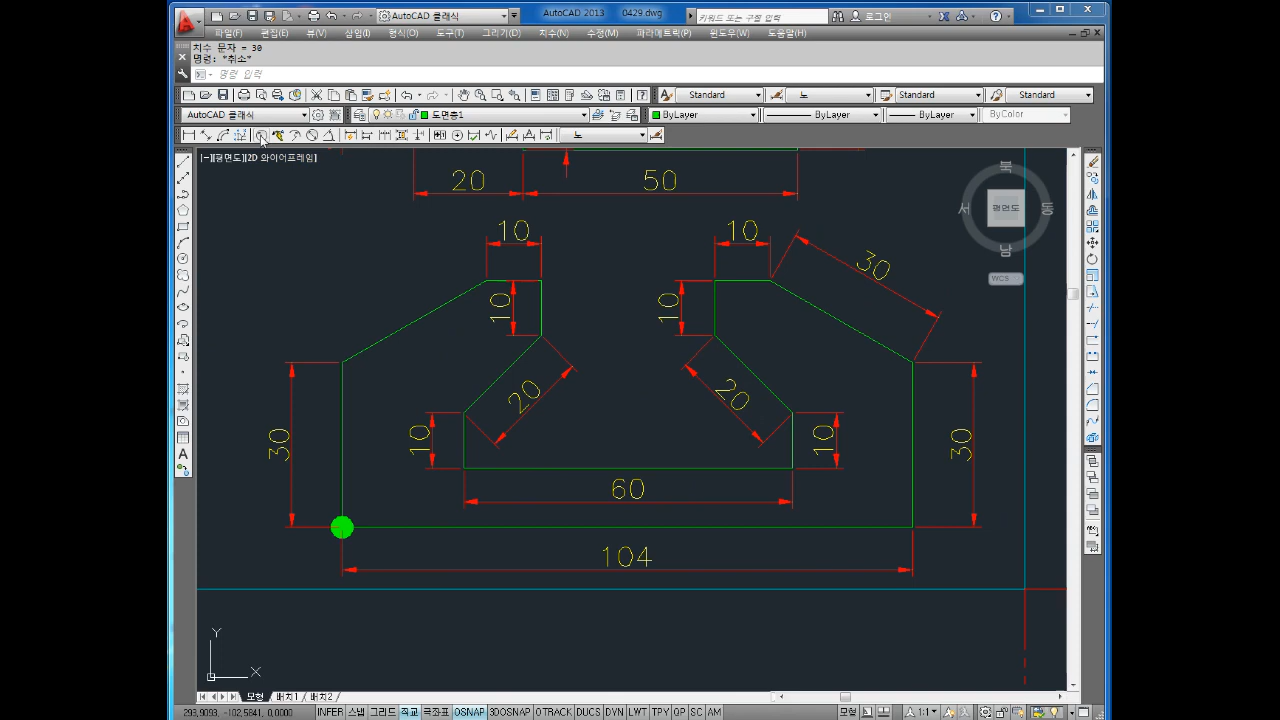 AutoCAD 클래식
AutoCAD 2013 0429.dwg
키워드 또는 구절 입력
로그인
파일(F) 편집(E) 뷰(V) 삽입(I) 형식(O) 도구(T) 그리기(D) 치수(N) 수정(M) 파라메트릭(P) 윈도우(W) 도움말(H)
치수 문자 = 30
명령: *취소*
명령 입력
Standard 노 Standard Standard
AutoCAD 클래식 도면층1 ByLayer ByLayer ByLayer ByColor
노
[−][평면도][2D 와이어프레임]
북
서 평면도 동
남
WCS
20 50
10 10 30
10 10
20 20
30 10 10 30
60
104
Y
X
모형 배치1 배치2
293,9093, -102,5841, 0,0000 INFER 스냅 그리드 직교 극좌표 OSNAP 3DOSNAP OTRACK DUCS DYN LWT TPY QP SC AM 모형 1:1